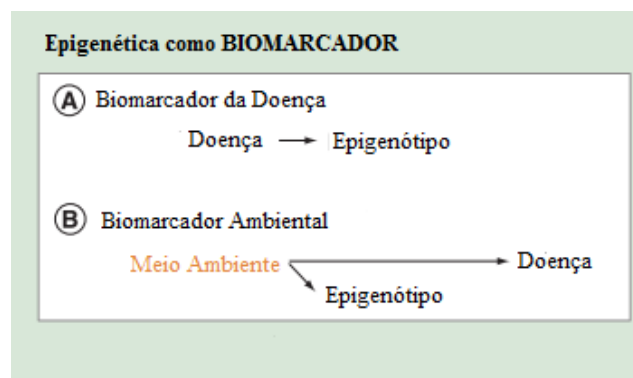 Epigenética como BIOMARCADOR
A Biomarcador da Doença
Doença Epigenótipo
B Biomarcador Ambiental
Meio Ambiente Doença
Epigenótipo